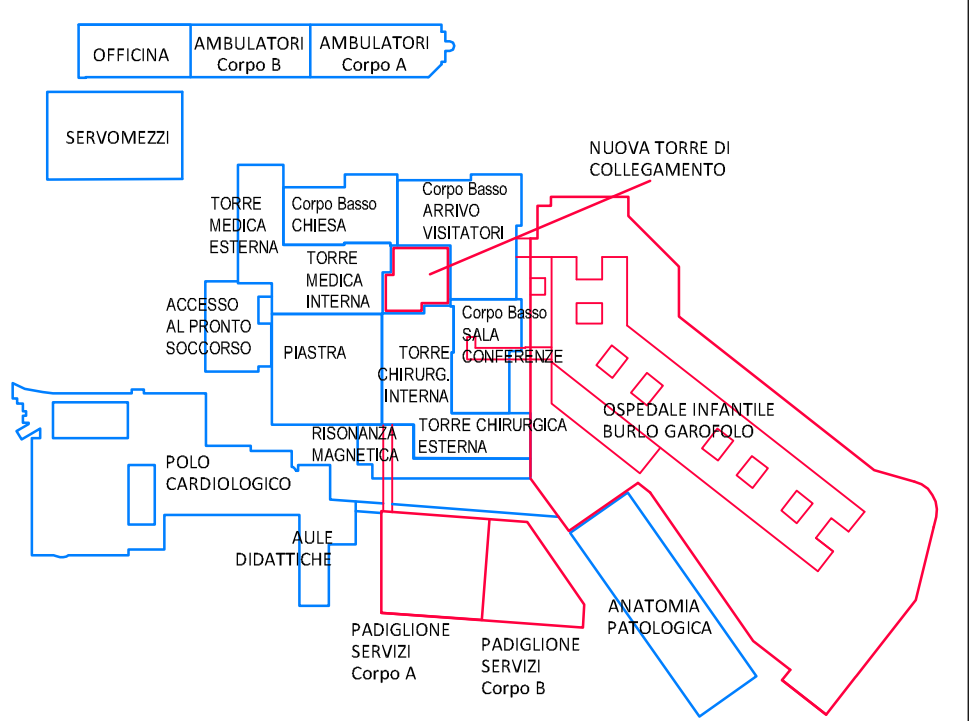 OFFICINA
AMBULATORI
Corpo B
AMBULATORI
Corpo A
SERVOMEZZI
NUOVA TORRE DI
COLLEGAMENTO
TORRE
MEDICA
ESTERNA
Corpo Basso
CHIESA
Corpo Basso
ARRIVO
VISITATORI
TORRE
MEDICA
INTERNA
ACCESSO
AL PRONTO
SOCCORSO
PIASTRA
TORRE
CHIRURG.
INTERNA
Corpo Basso
SALA
CONFERENZE
OSPEDALE INFANTILE
BURLO GAROFOLO
RISONANZA
MAGNETICA
TORRE CHIRURGICA
ESTERNA
POLO
CARDIOLOGICO
AULE
DIDATTICHE
PADIGLIONE
SERVIZI
Corpo A
PADIGLIONE
SERVIZI
Corpo B
ANATOMIA
PATOLOGICA